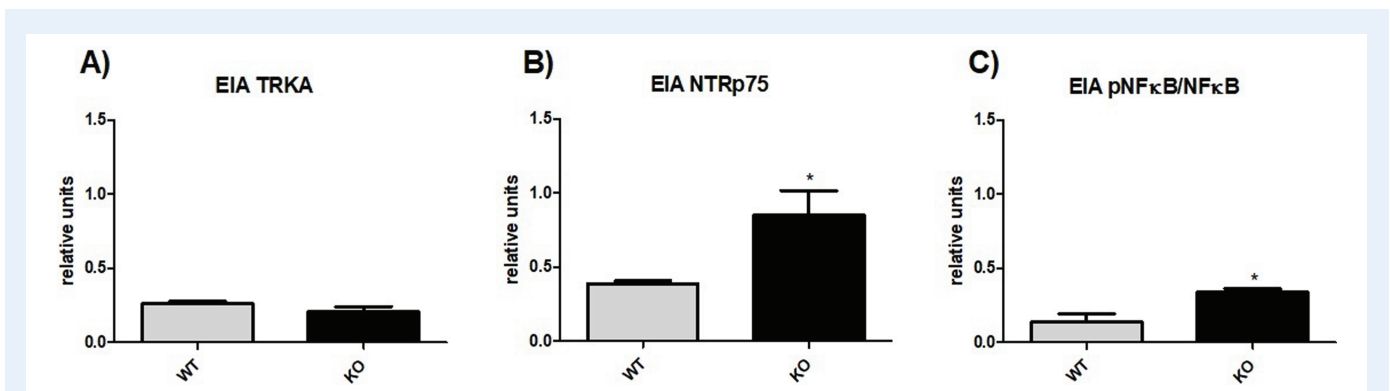 A)
EIA TRKA
1.5
1.0
0.5
0.0
relative units
WT
KO
B)
EIA NTRp75
1.5
1.0
0.5
0.0
relative units
*
WT
KO
C)
EIA pNFκB/NFκB
1.5
1.0
0.5
0.0
relative units
*
WT
KO